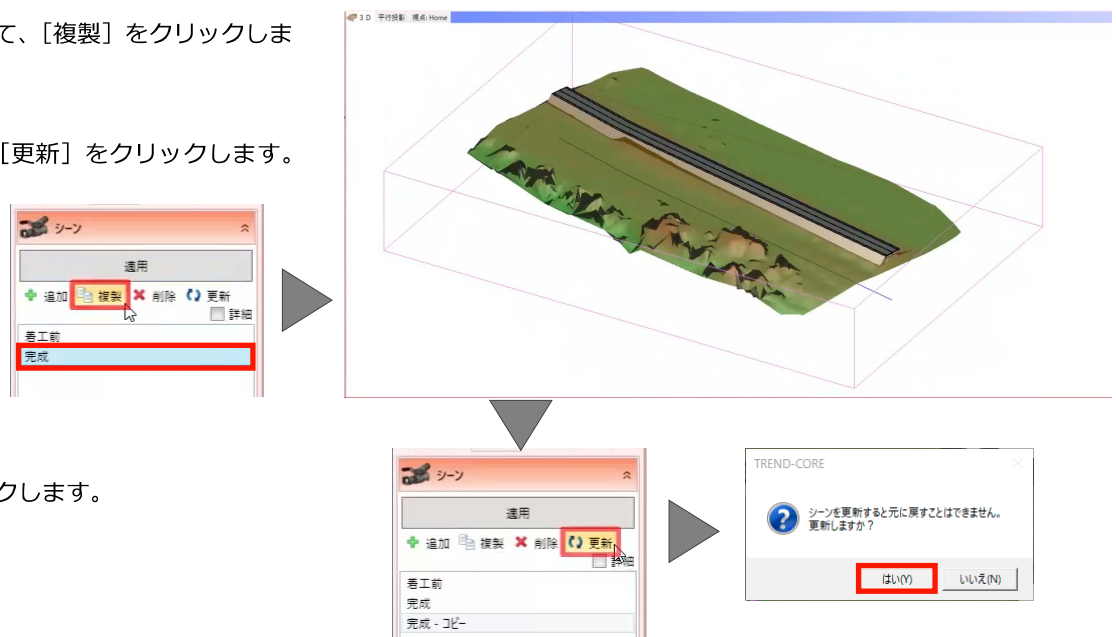 て、［複製］をクリックしま
［更新］をクリックします。
3D 平行投影 視点: Home
シーン
適用
追加 複製 削除 更新
詳細
着工前
完成
クします。
シーン
適用
追加 複製 削除 更新
詳細
着工前
完成
完成 - コピー
TREND-CORE
シーンを更新すると元に戻すことはできません。
更新しますか？
はい(Y) いいえ(N)